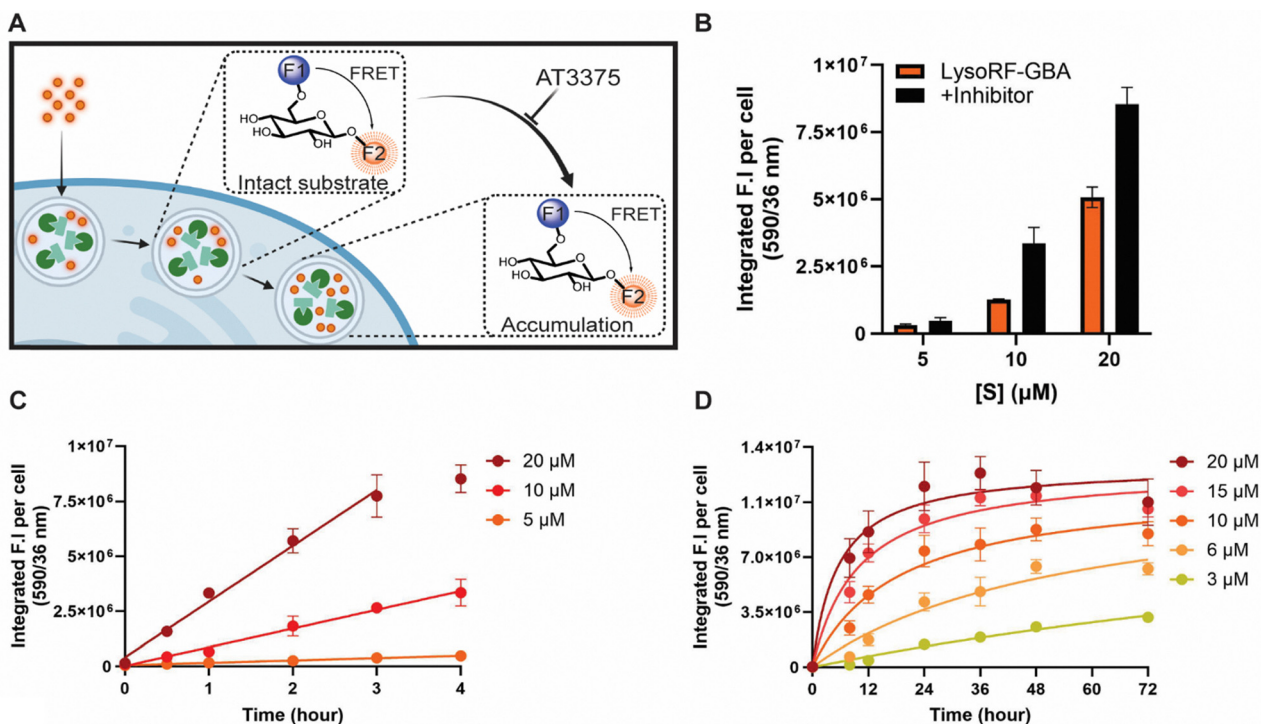 A
F1
FRET
O
O
HO
HO
OH
O
F2
Intact substrate
AT3375
F1
FRET
O
O
HO
HO
OH
O
F2
Accumulation
B
Integrated F.I per cell
(590/36 nm)
1×10⁷
7.5×10⁶
5×10⁶
2.5×10⁶
0
LysoRF-GBA
+Inhibitor
5
10
20
[S] (µM)
C
Integrated F.I per cell
(590/36 nm)
1×10⁷
7.5×10⁶
5×10⁶
2.5×10⁶
0
0
1
2
3
4
Time (hour)
20 µM
10 µM
5 µM
D
Integrated F.I per cell
(590/36 nm)
1.4×10⁷
1.1×10⁷
7.0×10⁶
3.5×10⁶
0
0
12
24
36
48
60
72
Time (hour)
20 µM
15 µM
10 µM
6 µM
3 µM